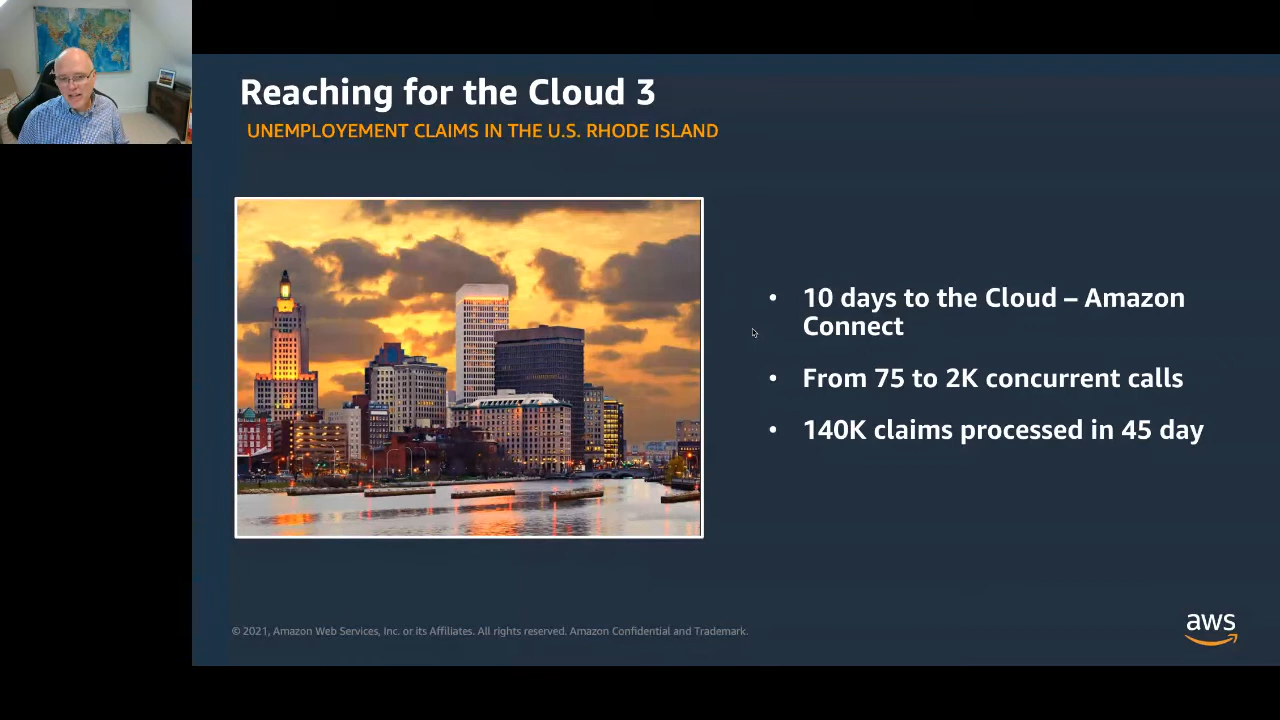 Reaching for the Cloud 3
UNEMPLOYEMENT CLAIMS IN THE U.S. RHODE ISLAND
• 10 days to the Cloud – Amazon
Connect
• From 75 to 2K concurrent calls
• 140K claims processed in 45 day
© 2021, Amazon Web Services, Inc. or its Affiliates. All rights reserved. Amazon Confidential and Trademark.
aws